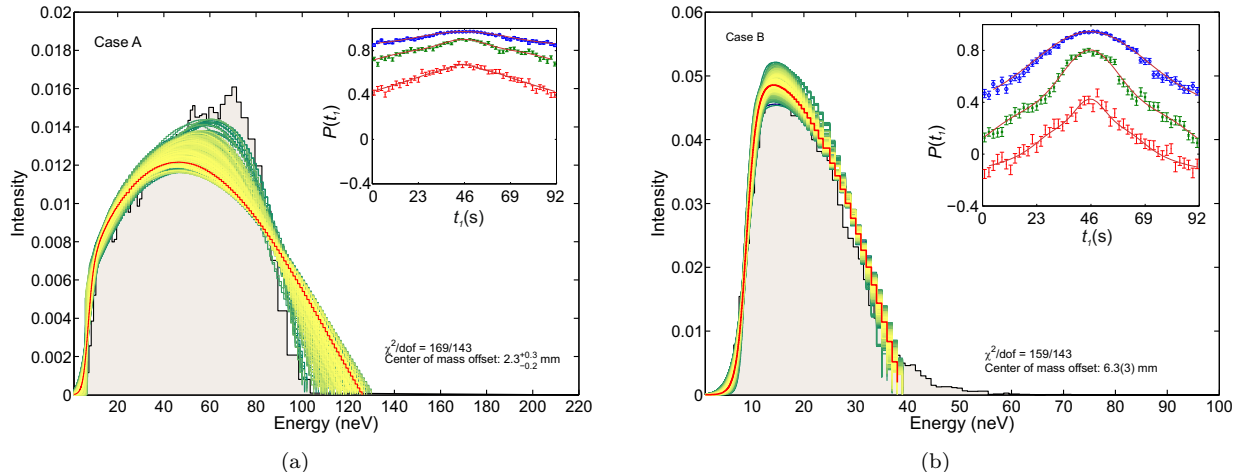 Case A
Intensity
0.02
0.018
0.016
0.014
0.012
0.01
0.008
0.006
0.004
0.002
0
20 40 60 80 100 120 140 160 180 200 220
Energy (neV)
P(t₁)
0.8
0.4
0
−0.4
0 23 46 69 92
t₁(s)
χ²/dof = 169/143
Center of mass offset: 2.3 +0.3 −0.2 mm
(a)
Case B
Intensity
0.06
0.05
0.04
0.03
0.02
0.01
0
10 20 30 40 50 60 70 80 90 100
Energy (neV)
P(t₁)
0.8
0.4
0
−0.4
0 23 46 69 92
t₁(s)
χ²/dof = 159/143
Center of mass offset: 6.3(3) mm
(b)